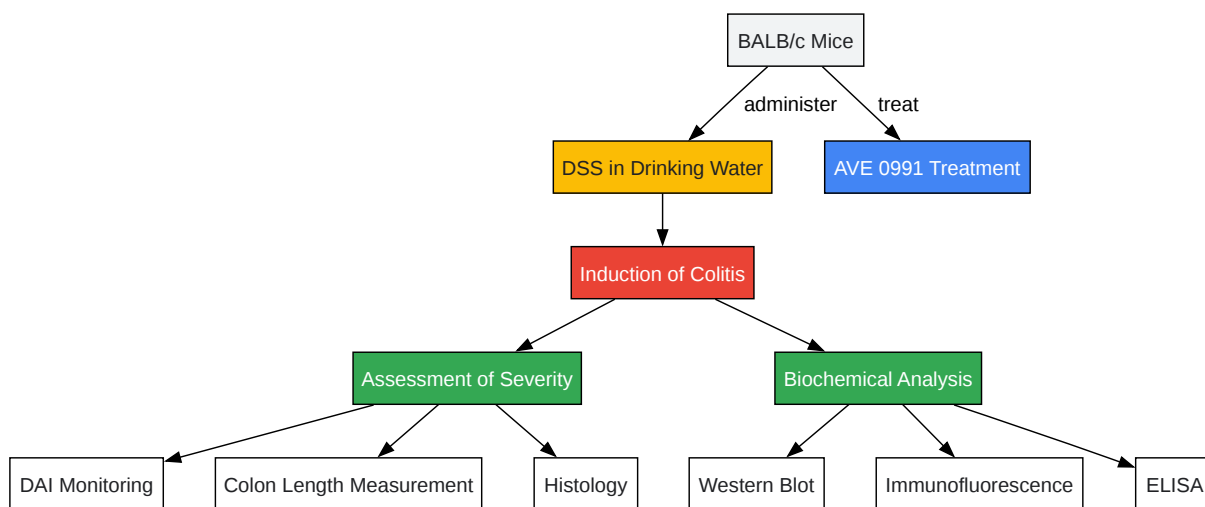 BALB/c Mice
administer
treat
DSS in Drinking Water
AVE 0991 Treatment
Induction of Colitis
Assessment of Severity
Biochemical Analysis
DAI Monitoring
Colon Length Measurement
Histology
Western Blot
Immunofluorescence
ELISA